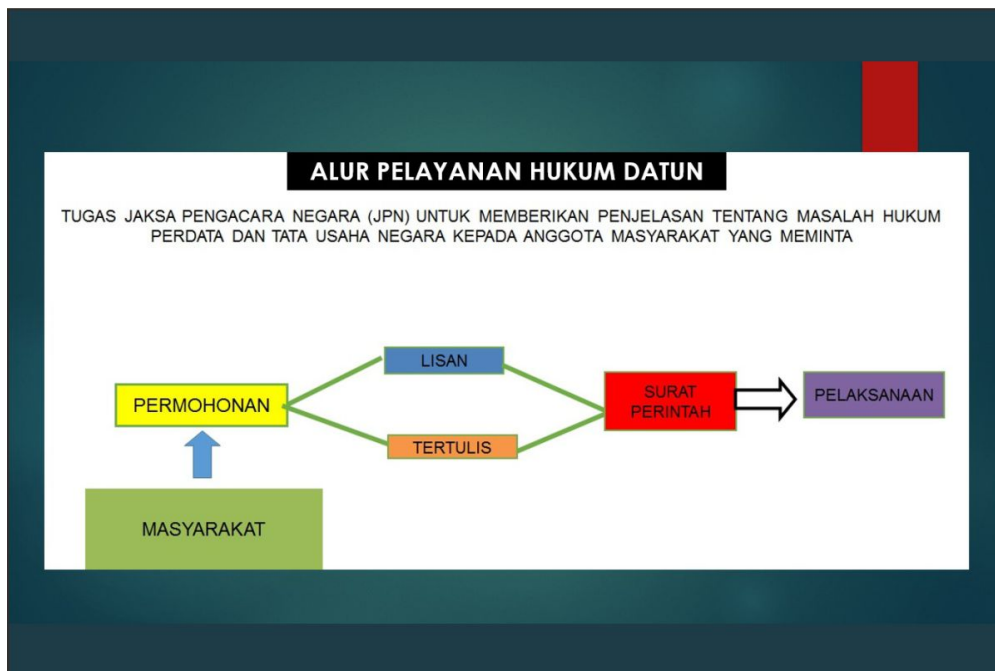 ALUR PELAYANAN HUKUM DATUN
TUGAS JAKSA PENGACARA NEGARA (JPN) UNTUK MEMBERIKAN PENJELASAN TENTANG MASALAH HUKUM
PERDATA DAN TATA USAHA NEGARA KEPADA ANGGOTA MASYARAKAT YANG MEMINTA
LISAN
PERMOHONAN
SURAT
PERINTAH
PELAKSANAAN
TERTULIS
MASYARAKAT